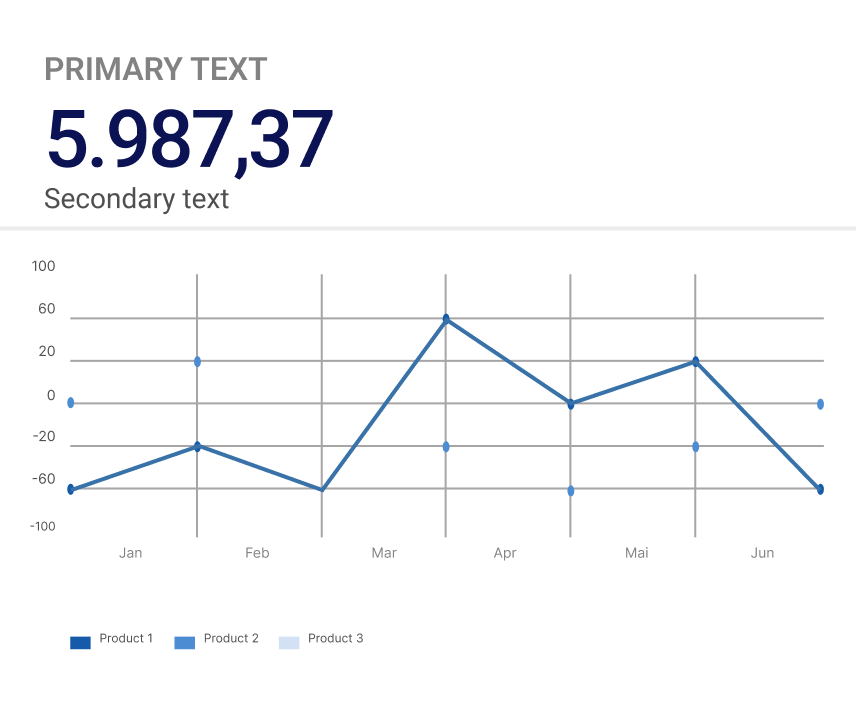 PRIMARY TEXT
5.987,37
Secondary text
100
60
20
0
-20
-60
-100
Jan Feb Mar Apr Mai Jun
Product 1 Product 2 Product 3